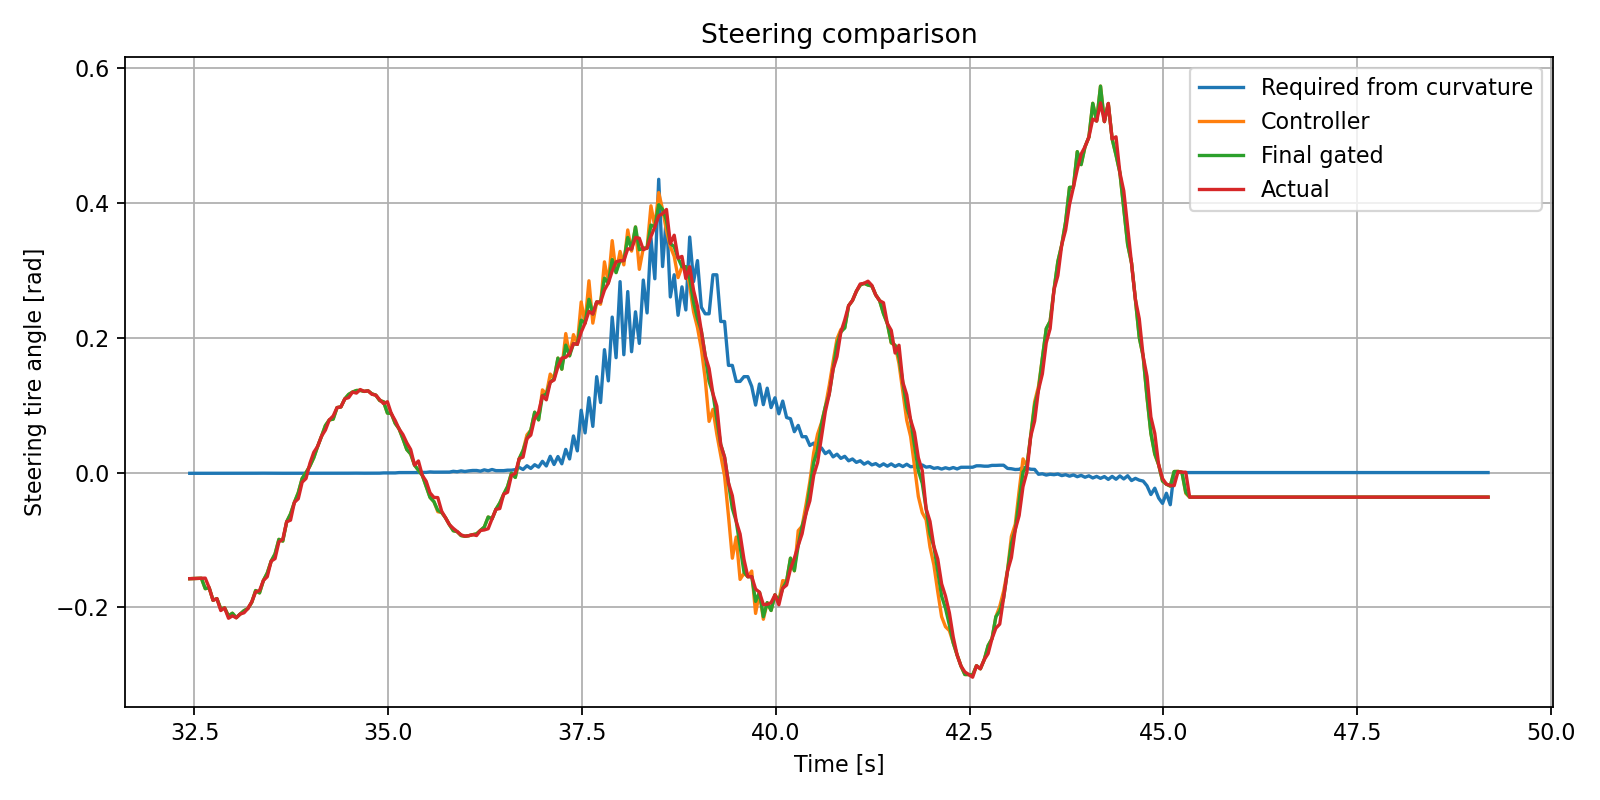 Steering comparison
0.6
0.4
0.2
0.0
−0.2
Steering tire angle [rad]
Required from curvature
Controller
Final gated
Actual
32.5 35.0 37.5 40.0 42.5 45.0 47.5 50.0
Time [s]